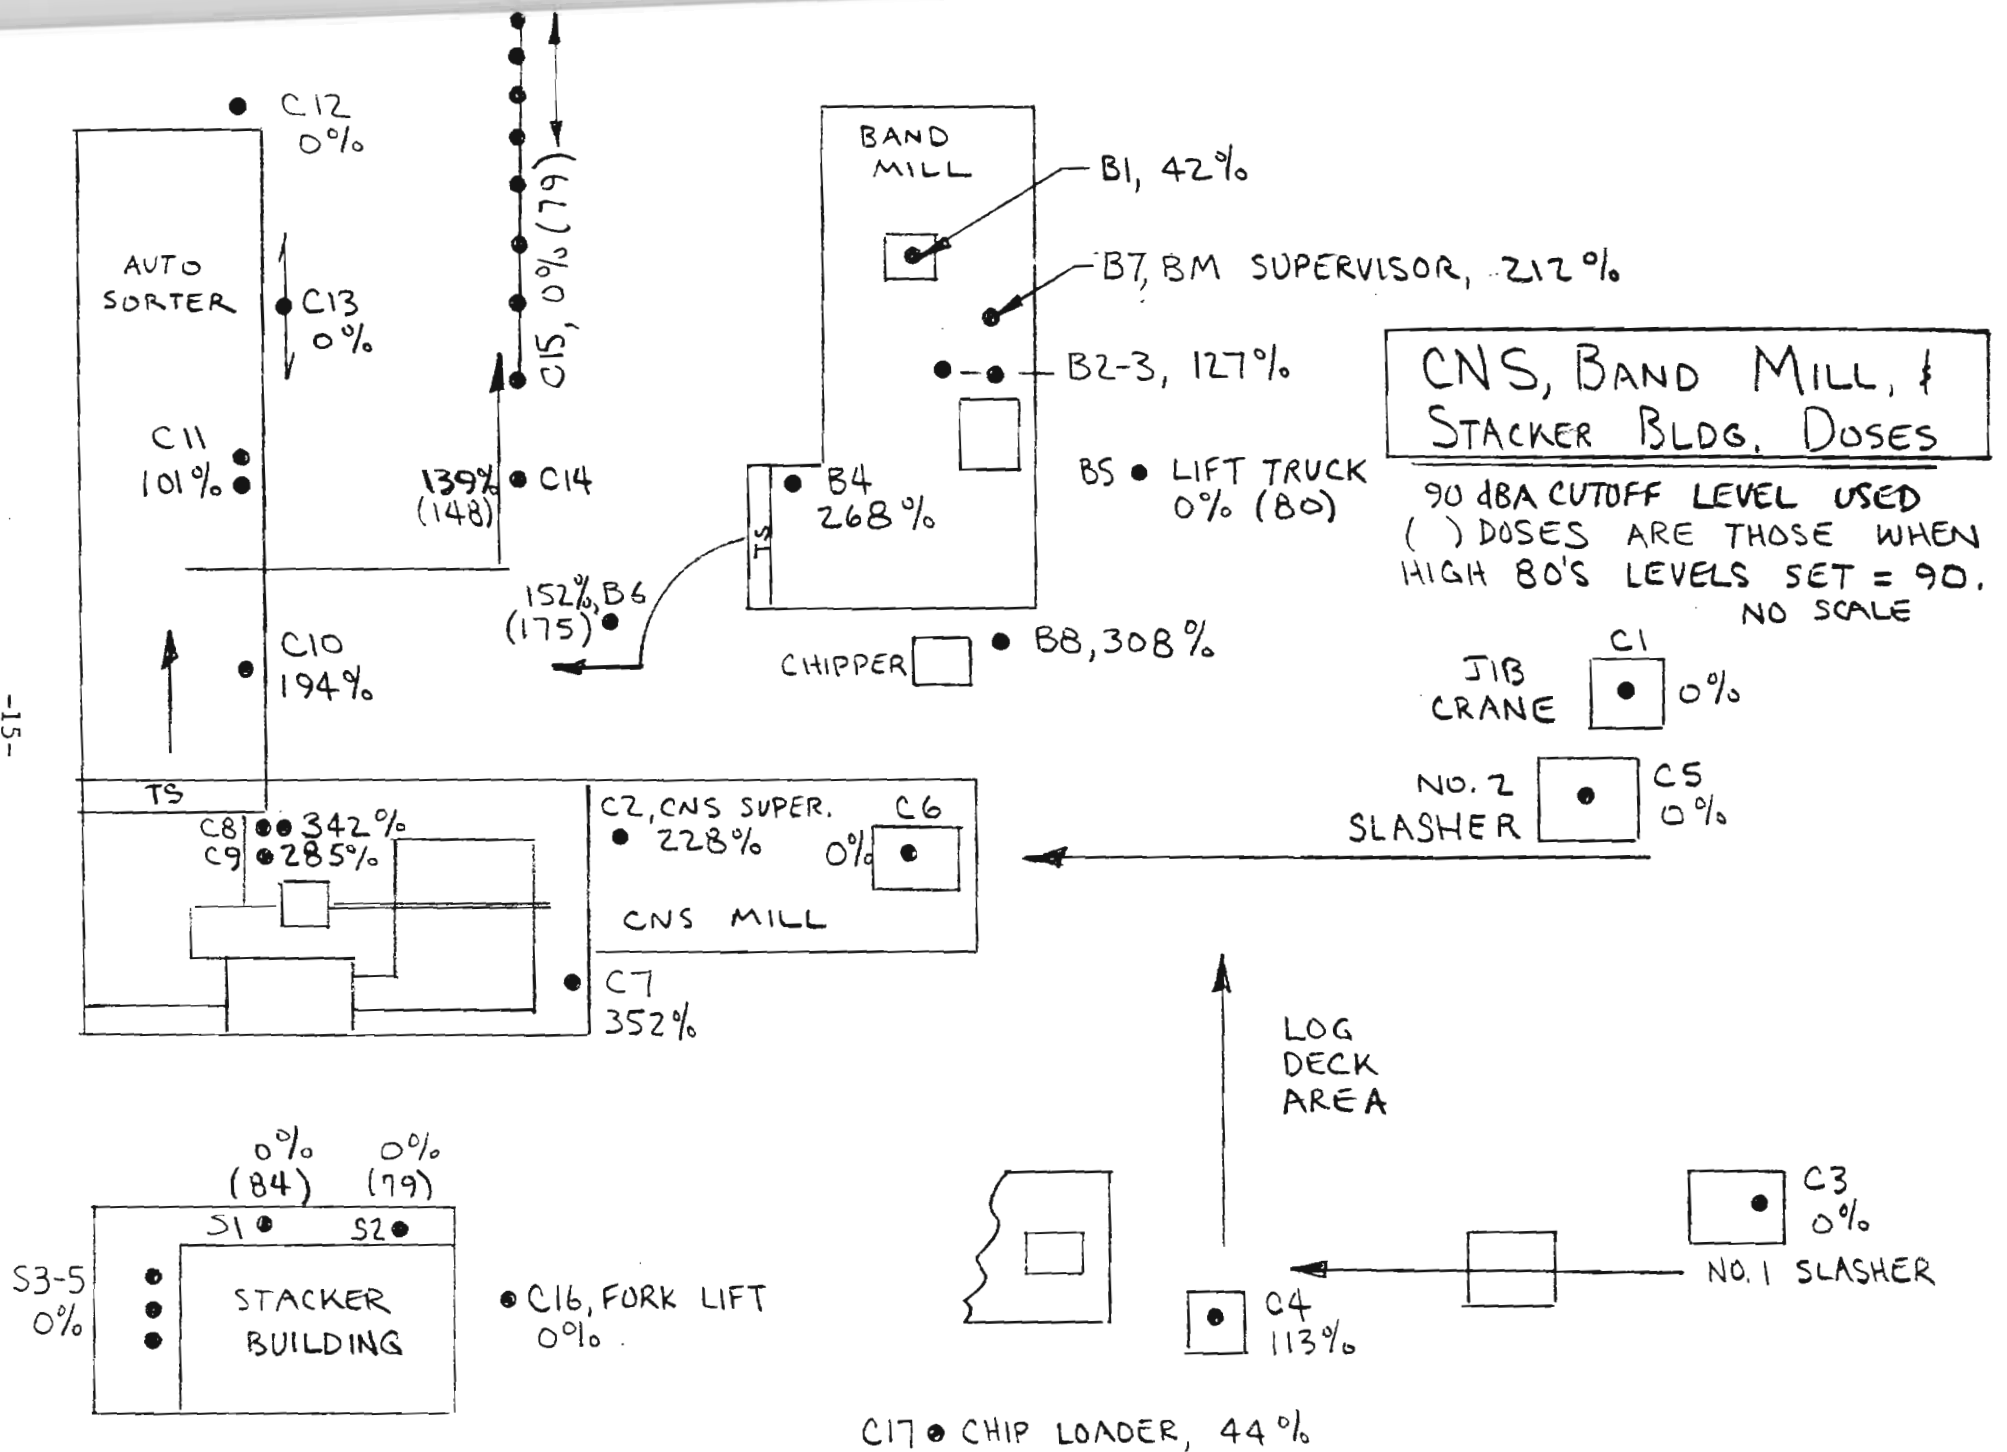 C12
0%
AUTO
SORTER
C13
0%
C15, 0% (79)
C11
101%
139%
(148)
C14
BAND
MILL
B1, 42%
B7, BM SUPERVISOR, 212%
B2-3, 127%
B4
268%
TS
B5 LIFT TRUCK
0% (80)
CNS, BAND MILL, &
STACKER BLDG. DOSES
90 dBA CUTOFF LEVEL USED
( ) DOSES ARE THOSE WHEN
HIGH 80'S LEVELS SET = 90.
NO SCALE
152%, B6
(175)
C10
194%
CHIPPER
B8, 308%
C1
JIB
CRANE
0%
-15-
TS
C8 342%
C9 285%
C2, CNS SUPER.
228%
C6
0%
CNS MILL
NO. 2
SLASHER
C5
0%
C7
352%
LOG
DECK
AREA
0%
(84)
0%
(79)
S1
S2
S3-5
0%
STACKER
BUILDING
C16, FORK LIFT
0%
C3
0%
NO. 1 SLASHER
C4
113%
C17 CHIP LOADER, 44%